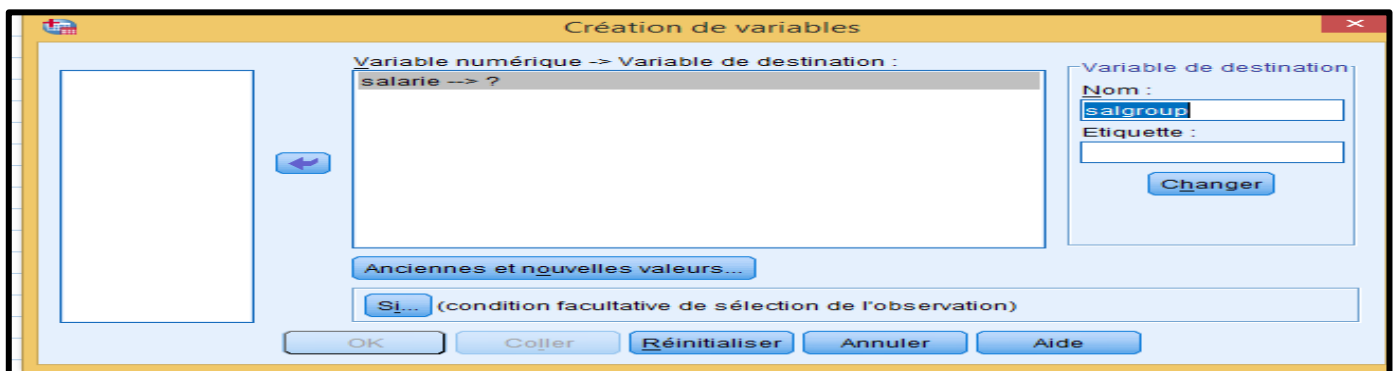 Création de variables
Variable numérique -> Variable de destination :
salarie --> ?
Variable de destination
Nom :
salgroup
Etiquette :
Changer
Anciennes et nouvelles valeurs...
Si... (condition facultative de sélection de l'observation)
OK Coller Réinitialiser Annuler Aide